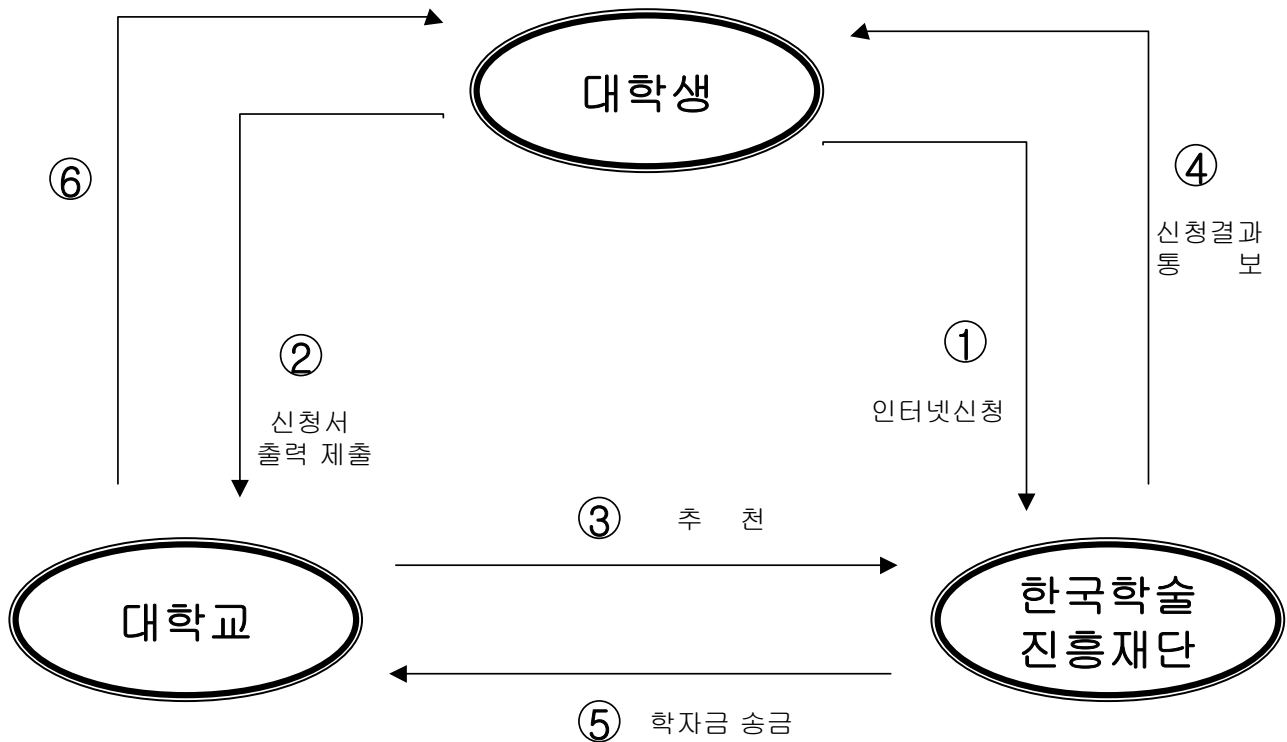 대학생
⑥
④
신청결과
통 보
②
①
신청서
출력 제출
인터넷신청
③ 추 천
대학교
한국학술
진흥재단
⑤ 학자금 송금